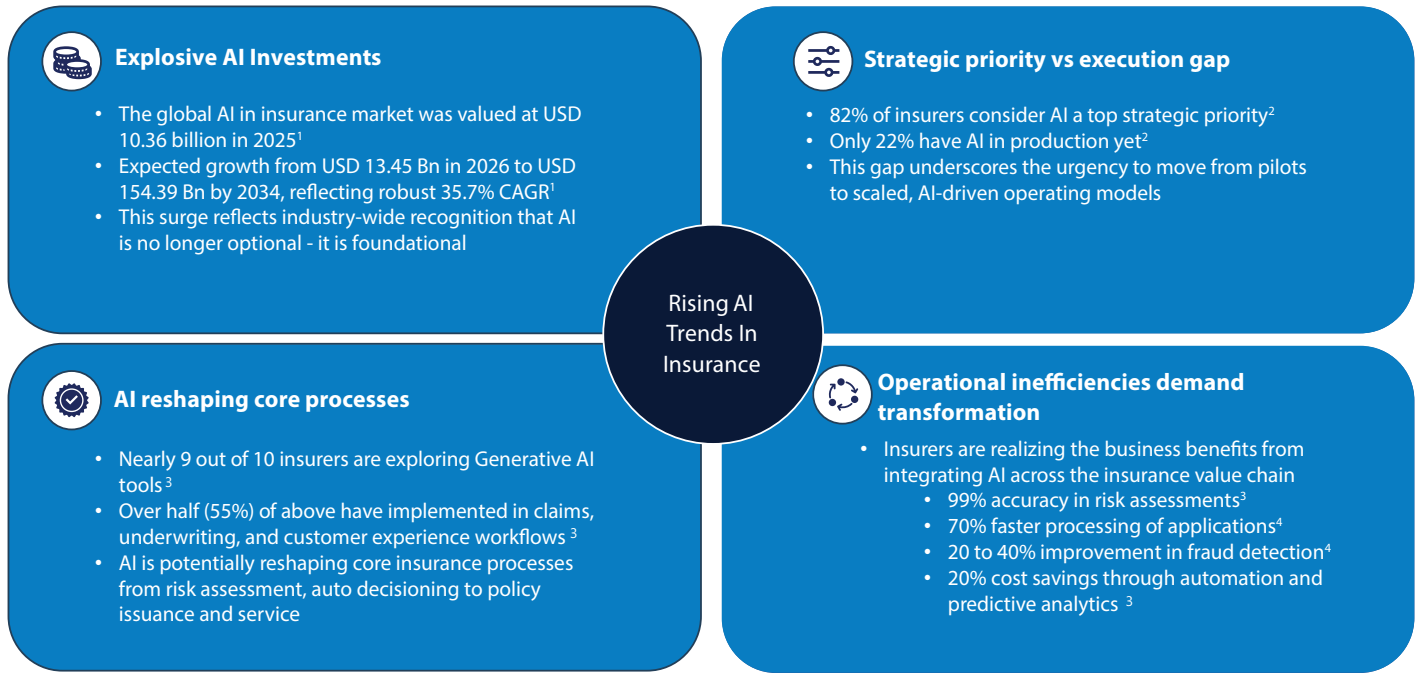 Explosive AI Investments
• The global AI in insurance market was valued at USD
10.36 billion in 2025¹
• Expected growth from USD 13.45 Bn in 2026 to USD
154.39 Bn by 2034, reflecting robust 35.7% CAGR¹
• This surge reflects industry-wide recognition that AI
is no longer optional - it is foundational
Strategic priority vs execution gap
• 82% of insurers consider AI a top strategic priority²
• Only 22% have AI in production yet²
• This gap underscores the urgency to move from pilots
to scaled, AI-driven operating models
Rising AI
Trends In
Insurance
AI reshaping core processes
• Nearly 9 out of 10 insurers are exploring Generative AI
tools ³
• Over half (55%) of above have implemented in claims,
underwriting, and customer experience workflows ³
• AI is potentially reshaping core insurance processes
from risk assessment, auto decisioning to policy
issuance and service
Operational inefficiencies demand
transformation
• Insurers are realizing the business benefits from
integrating AI across the insurance value chain
• 99% accuracy in risk assessments³
• 70% faster processing of applications⁴
• 20 to 40% improvement in fraud detection⁴
• 20% cost savings through automation and
predictive analytics ³